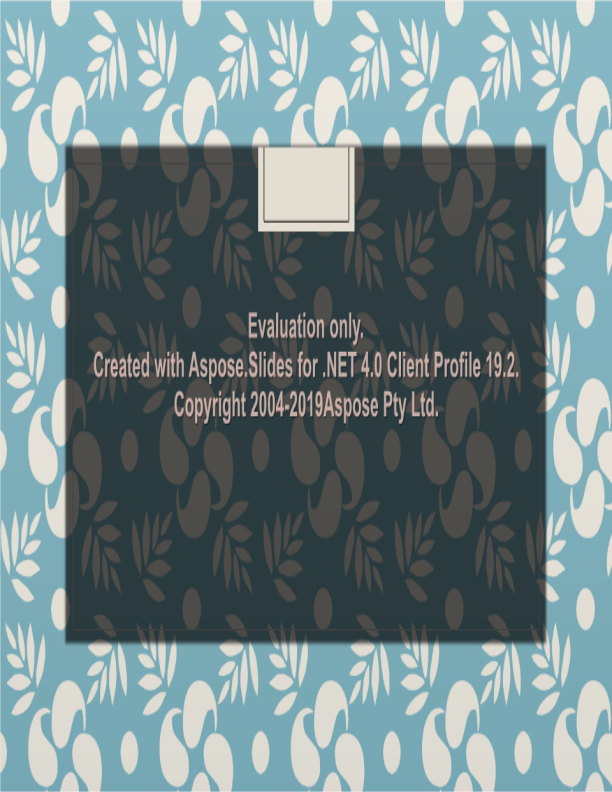 Evaluation only.
Created with Aspose.Slides for .NET 4.0 Client Profile 19.2.
Copyright 2004-2019Aspose Pty Ltd.